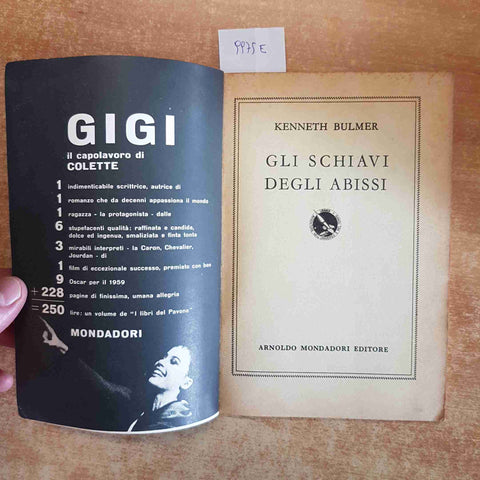 9975 E
GIGI
il capolavoro di
COLETTE
1 indimenticabile scrittrice, autrice di
1 romanzo che da decenni appassiona il mondo
1 ragazza - la protagonista - dalle
6 stupefacenti qualità: raffinata e candida,
dolce ed ingenua, smaliziata e finta tonta
3 mirabili interpreti - la Caron, Chevalier,
Jourdan - di
1 film di eccezionale successo, premiato con ben
9 Oscar per il 1959
+ 228 pagine di finissima, umana allegria
= 250 lire: un volume de "I libri del Pavone"
MONDADORI
KENNETH BULMER
GLI SCHIAVI
DEGLI ABISSI
ARNOLDO MONDADORI EDITORE